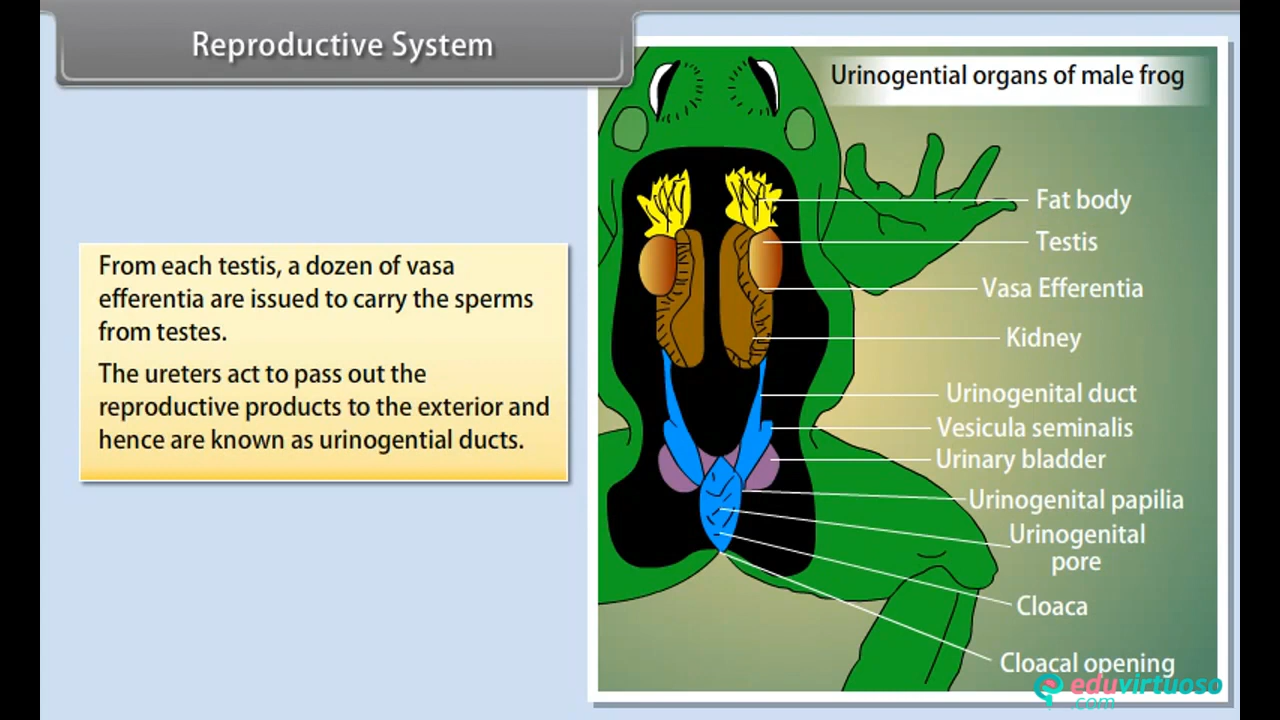 Reproductive System
Urinogential organs of male frog
From each testis, a dozen of vasa
efferentia are issued to carry the sperms
from testes.
The ureters act to pass out the
reproductive products to the exterior and
hence are known as urinogential ducts.
Fat body
Testis
Vasa Efferentia
Kidney
Urinogenital duct
Vesicula seminalis
Urinary bladder
Urinogenital papilia
Urinogenital
pore
Cloaca
Cloacal opening
eduvirtuoso
.com